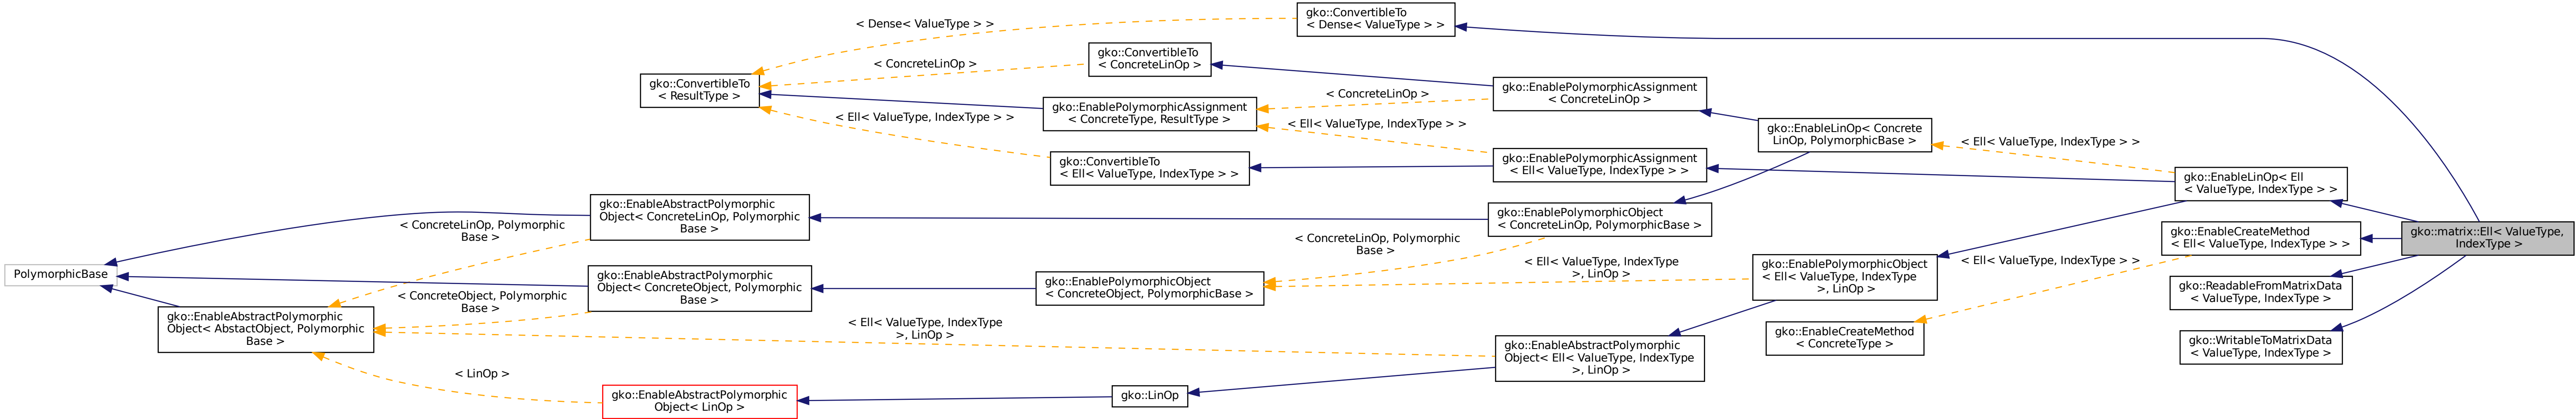 gko::ConvertibleTo
< Dense< ValueType > >
< Dense< ValueType > >
gko::ConvertibleTo
< ConcreteLinOp >
< ConcreteLinOp >
gko::ConvertibleTo
< ResultType >
gko::EnablePolymorphicAssignment
< ConcreteLinOp >
< ConcreteLinOp >
gko::EnablePolymorphicAssignment
< ConcreteType, ResultType >
< Ell< ValueType, IndexType > >
< Ell< ValueType, IndexType > >
gko::EnableLinOp< Concrete
LinOp, PolymorphicBase >
< Ell< ValueType, IndexType > >
gko::ConvertibleTo
< Ell< ValueType, IndexType > >
gko::EnablePolymorphicAssignment
< Ell< ValueType, IndexType > >
gko::EnableLinOp< Ell
< ValueType, IndexType > >
gko::EnableAbstractPolymorphic
Object< ConcreteLinOp, Polymorphic
Base >
gko::EnablePolymorphicObject
< ConcreteLinOp, PolymorphicBase >
< ConcreteLinOp, Polymorphic
Base >
< ConcreteLinOp, Polymorphic
Base >
gko::EnableCreateMethod
< Ell< ValueType, IndexType > >
gko::matrix::Ell< ValueType,
IndexType >
PolymorphicBase
gko::EnableAbstractPolymorphic
Object< ConcreteObject, Polymorphic
Base >
gko::EnablePolymorphicObject
< ConcreteObject, PolymorphicBase >
< Ell< ValueType, IndexType
>, LinOp >
gko::EnablePolymorphicObject
< Ell< ValueType, IndexType
>, LinOp >
< Ell< ValueType, IndexType > >
gko::ReadableFromMatrixData
< ValueType, IndexType >
< ConcreteObject, Polymorphic
Base >
gko::EnableAbstractPolymorphic
Object< AbstactObject, Polymorphic
Base >
< Ell< ValueType, IndexType
>, LinOp >
gko::EnableCreateMethod
< ConcreteType >
gko::WritableToMatrixData
< ValueType, IndexType >
gko::EnableAbstractPolymorphic
Object< Ell< ValueType, IndexType
>, LinOp >
< LinOp >
gko::EnableAbstractPolymorphic
Object< LinOp >
gko::LinOp